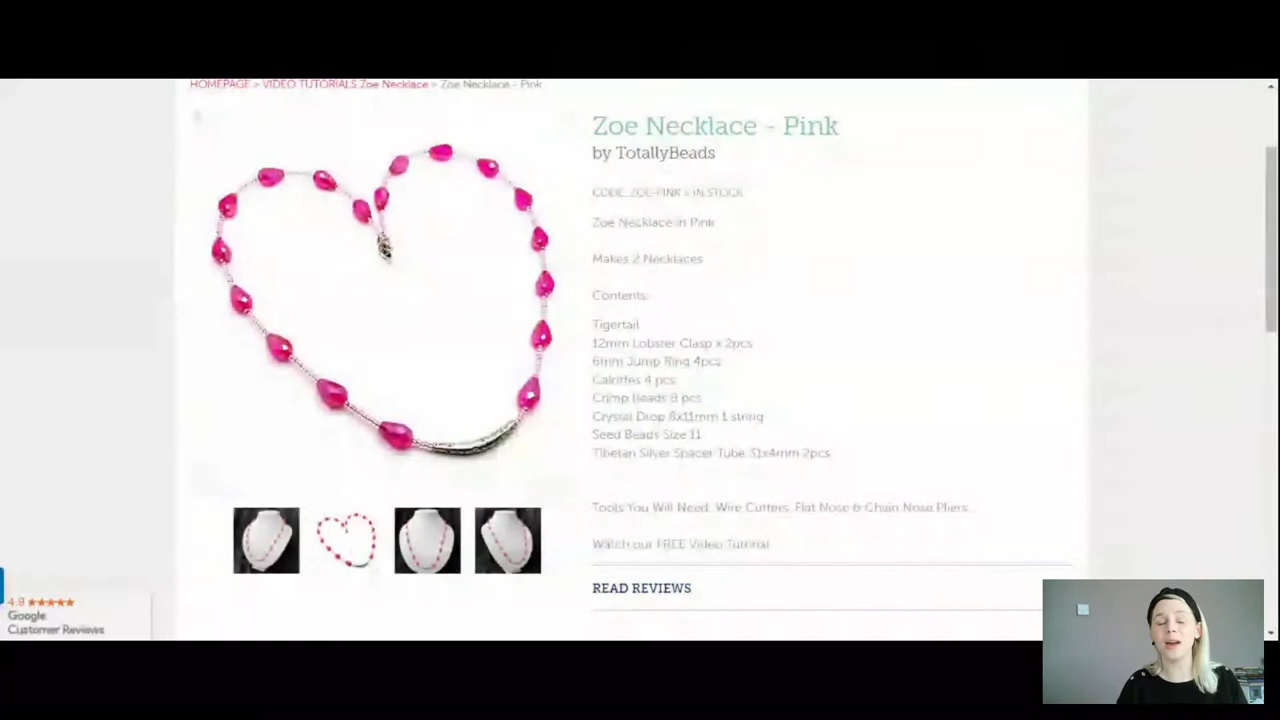 HOMEPAGE > VIDEO TUTORIALS Zoe Necklace > Zoe Necklace - Pink
Zoe Necklace - Pink
by TotallyBeads
CODE: ZOE-PINK » IN STOCK
Zoe Necklace in Pink
Makes 2 Necklaces
Contents:
Tigertail
12mm Lobster Clasp x 2pcs
6mm Jump Ring 4pcs
Calottes 4 pcs
Crimp Beads 8 pcs
Crystal Drop 8x11mm 1 string
Seed Beads Size 11
Tibetan Silver Spacer Tube 51x4mm 2pcs
Tools You Will Need: Wire Cutters, Flat Nose & Chain Nose Pliers.
Watch our FREE Video Tutorial
READ REVIEWS
4.9 ★★★★★
Google
Customer Reviews